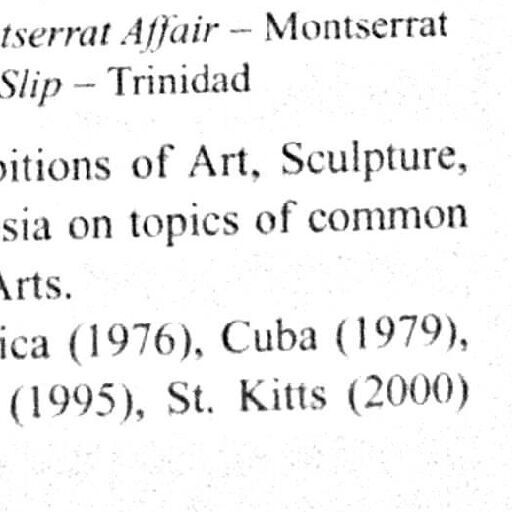 tserrat Affair – Montserrat
Slip – Trinidad
itions of Art, Sculpture,
sia on topics of common
Arts.
ica (1976), Cuba (1979),
(1995), St. Kitts (2000)